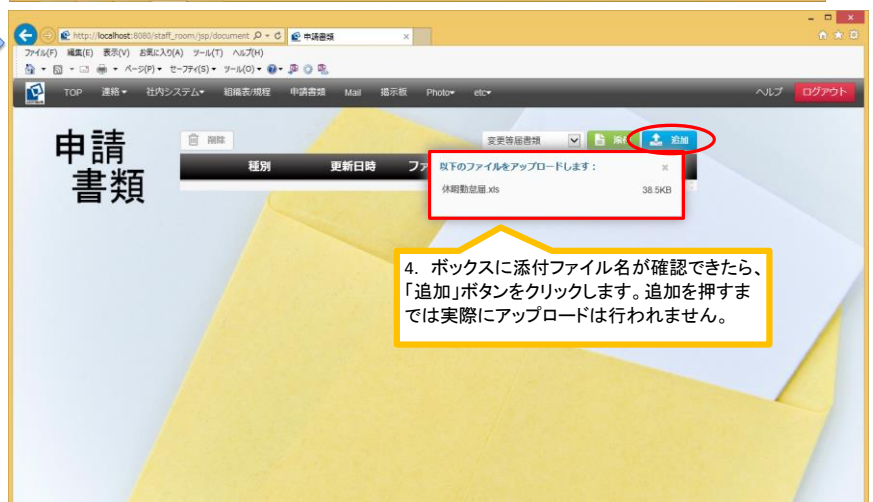 http://localhost:8080/staff_room/jsp/document
申請書類
ファイル(F) 編集(E) 表示(V) お気に入り(A) ツール(T) ヘルプ(H)
ページ(P) セーフティ(S) ツール(O)
TOP 連絡 社内システム 組織表/規程 申請書類 Mail 掲示板 Photo etc ヘルプ ログアウト
申請
書類
削除 変更等届書類 添付 追加
種別 更新日時 ファ
以下のファイルをアップロードします： ×
休暇勤怠届.xls 38.5KB
4. ボックスに添付ファイル名が確認できたら、
「追加」ボタンをクリックします。追加を押すま
では実際にアップロードは行われません。